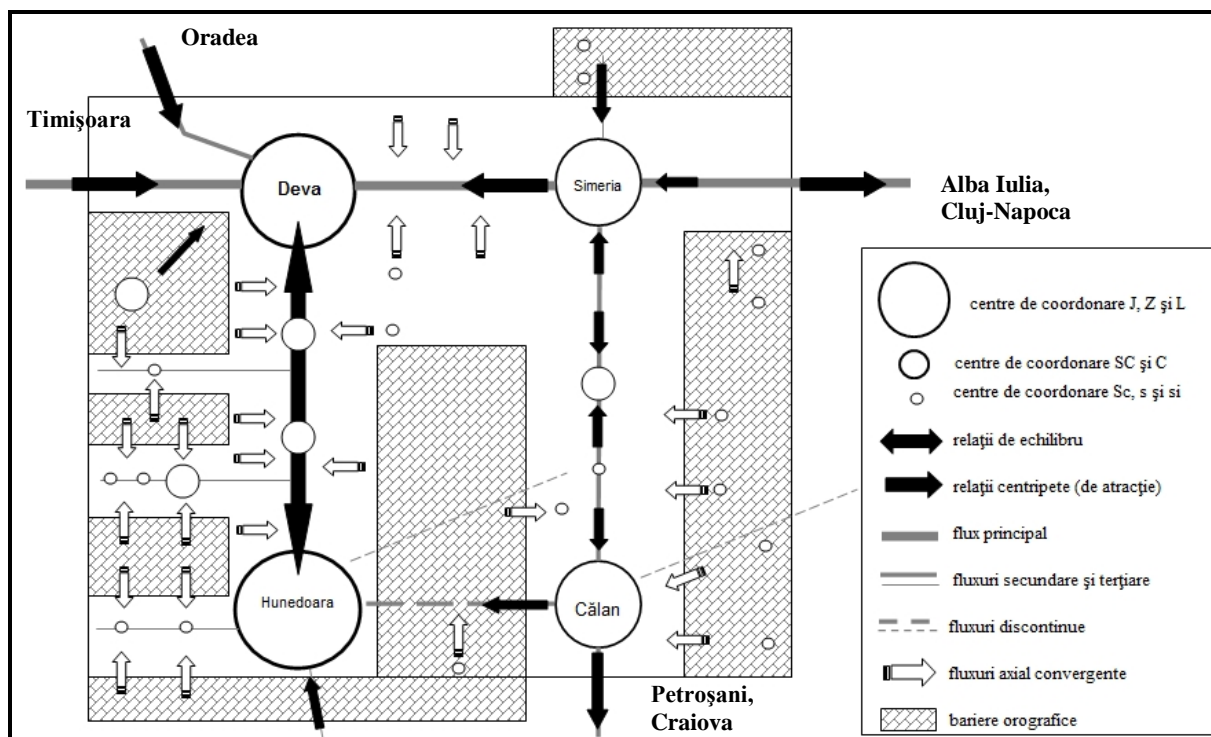 Oradea
Timişoara
Deva
Simeria
Alba Iulia,
Cluj-Napoca
Hunedoara
Călan
Petroşani,
Craiova
centre de coordonare J, Z şi L
centre de coordonare SC şi C
centre de coordonare Sc, s şi si
relaţii de echilibru
relaţii centripete (de atracţie)
flux principal
fluxuri secundare şi terţiare
fluxuri discontinue
fluxuri axial convergente
bariere orografice